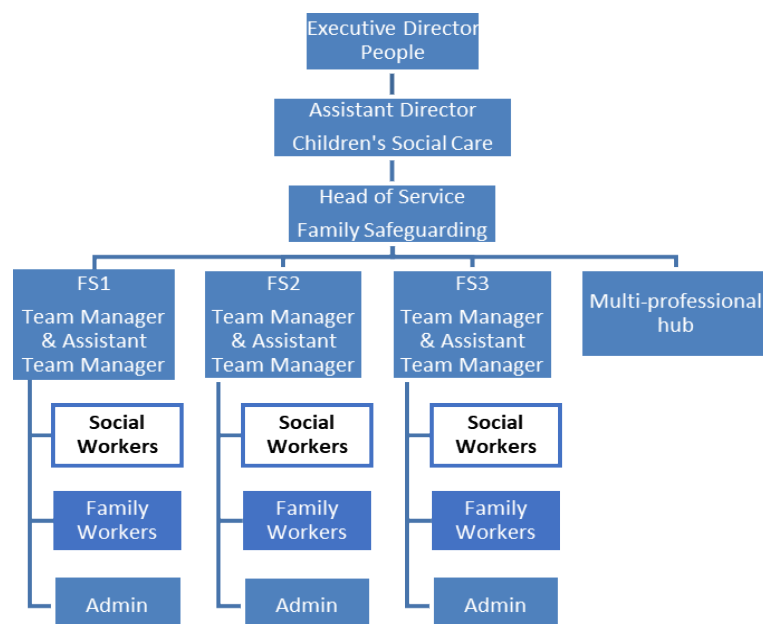 Executive Director
People
Assistant Director
Children's Social Care
Head of Service
Family Safeguarding
FS1
Team Manager
& Assistant
Team Manager
FS2
Team Manager
& Assistant
Team Manager
FS3
Team Manager
& Assistant
Team Manager
Multi-professional
hub
Social
Workers
Social
Workers
Social
Workers
Family
Workers
Family
Workers
Family
Workers
Admin
Admin
Admin